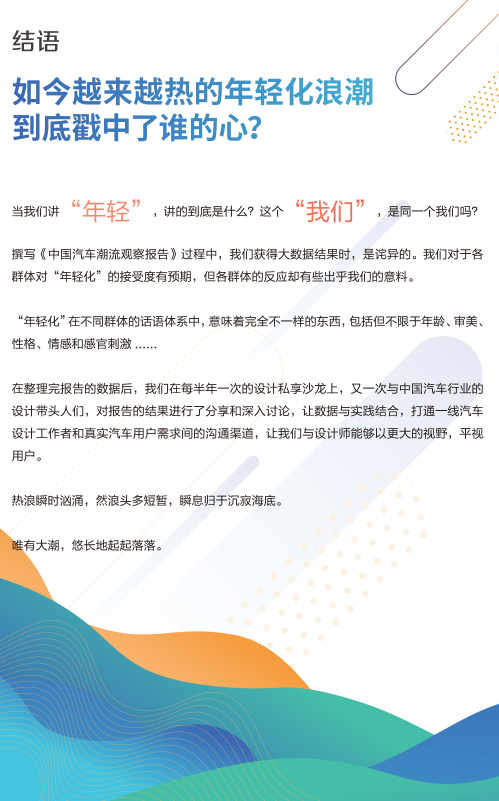 结语
如今越来越热的年轻化浪潮
到底戳中了谁的心？
当我们讲“年轻”，讲的到底是什么？这个“我们”，是同一个我们吗？
撰写《中国汽车潮流观察报告》过程中，我们获得大数据结果时，是诧异的。我们对于各
群体对“年轻化”的接受度有预期，但各群体的反应却有些出乎我们的意料。
“年轻化”在不同群体的话语体系中，意味着完全不一样的东西，包括但不限于年龄、审美、
性格、情感和感官刺激……
在整理完报告的数据后，我们在每半年一次的设计私享沙龙上，又一次与中国汽车行业的
设计带头人们，对报告的结果进行了分享和深入讨论，让数据与实践结合，打通一线汽车
设计工作者和真实汽车用户需求间的沟通渠道，让我们与设计师能够以更大的视野，平视
用户。
热浪瞬时汹涌，然浪头多短暂，瞬息归于沉寂海底。
唯有大潮，悠长地起起落落。